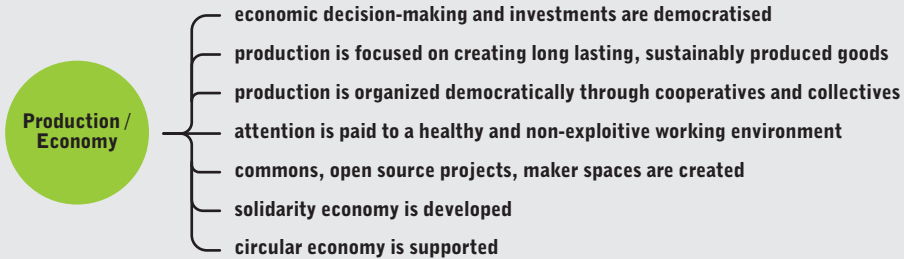 economic decision-making and investments are democratised
production is focused on creating long lasting, sustainably produced goods
production is organized democratically through cooperatives and collectives
Production /
Economy
attention is paid to a healthy and non-exploitive working environment
commons, open source projects, maker spaces are created
solidarity economy is developed
circular economy is supported